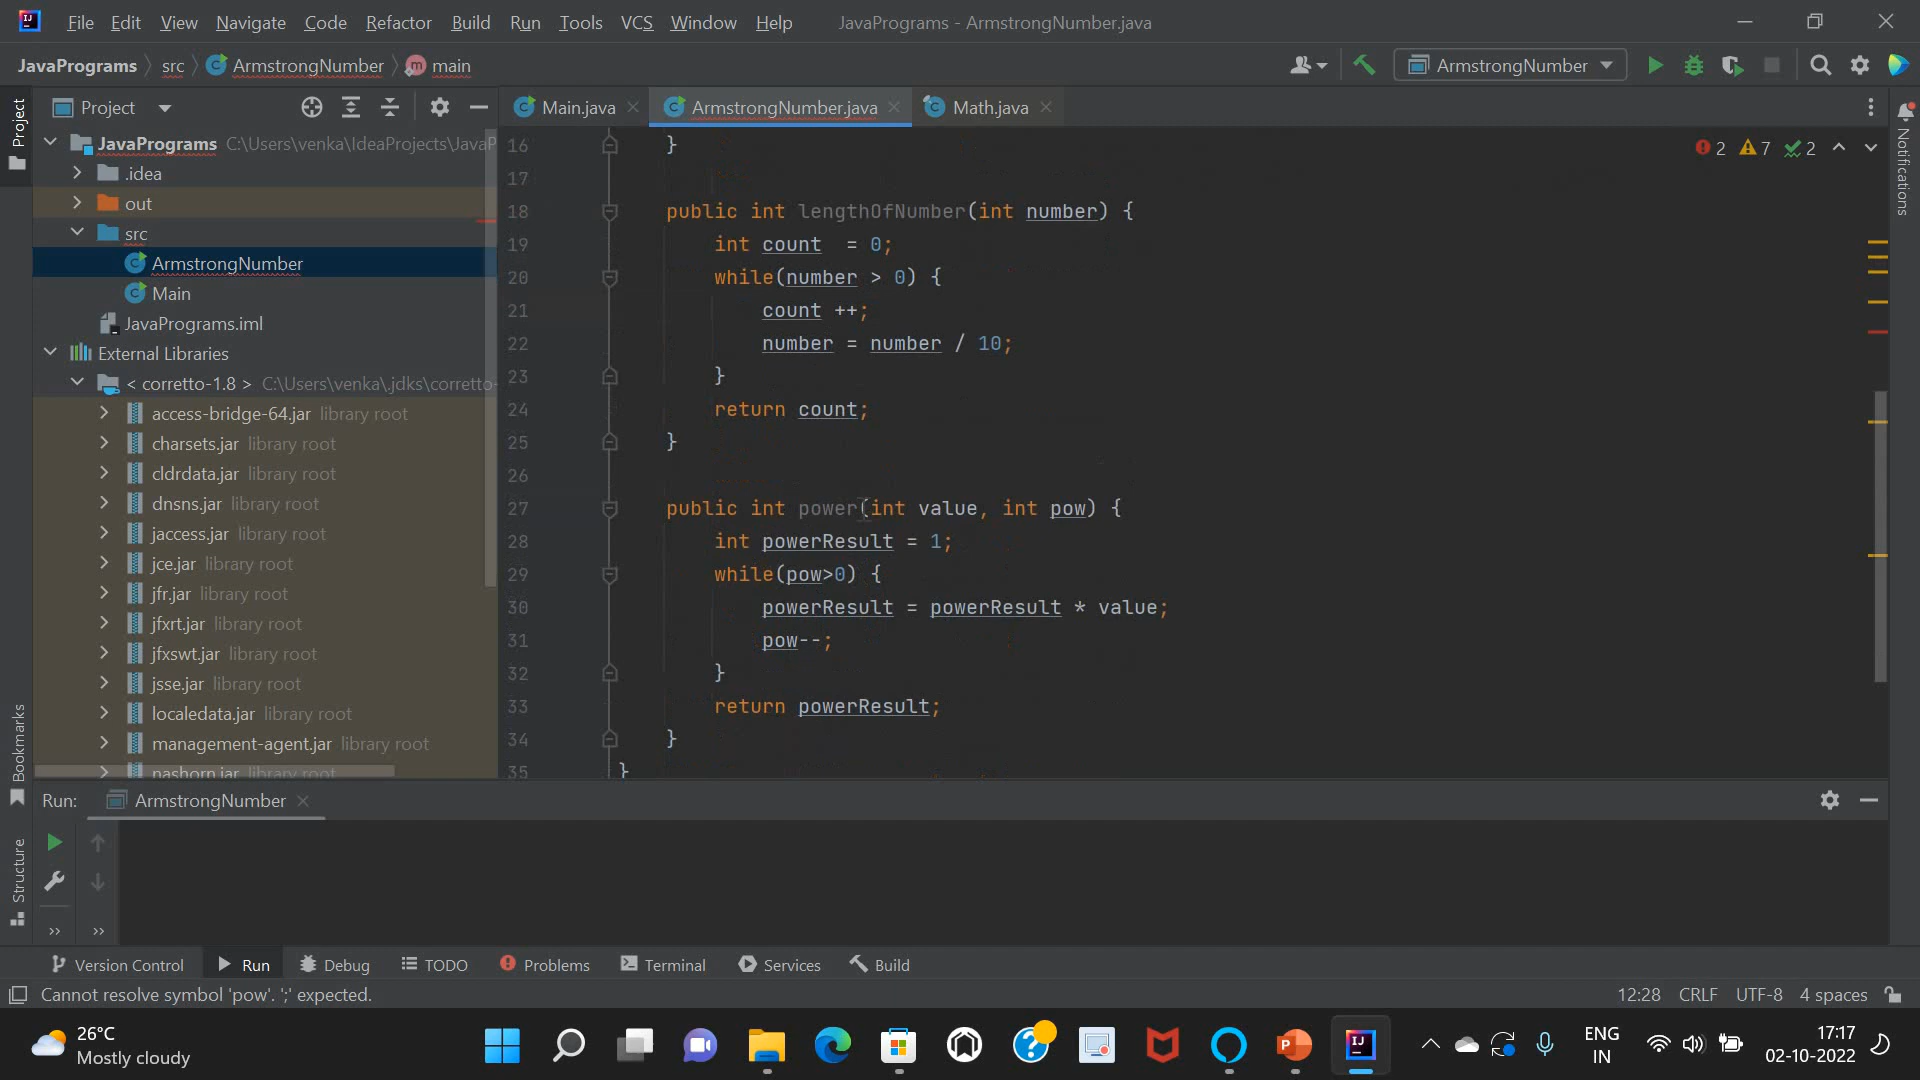 File Edit View Navigate Code Refactor Build Run Tools VCS Window Help JavaPrograms - ArmstrongNumber.java
JavaPrograms src ArmstrongNumber main ArmstrongNumber
Project
Project
Main.java ArmstrongNumber.java Math.java
Notifications
JavaPrograms C:\Users\venka\IdeaProjects\JavaP
.idea
out
src
ArmstrongNumber
Main
JavaPrograms.iml
External Libraries
< corretto-1.8 > C:\Users\venka\.jdks\corretto-
access-bridge-64.jar library root
charsets.jar library root
cldrdata.jar library root
dnsns.jar library root
jaccess.jar library root
jce.jar library root
jfr.jar library root
jfxrt.jar library root
jfxswt.jar library root
jsse.jar library root
localedata.jar library root
management-agent.jar library root
nashorn.jar library root
2 7 2
16 }
17
18 public int lengthOfNumber(int number) {
19 int count  = 0;
20 while(number > 0) {
21 count ++;
22 number = number / 10;
23 }
24 return count;
25 }
26
27 public int power(int value, int pow) {
28 int powerResult = 1;
29 while(pow>0) {
30 powerResult = powerResult * value;
31 pow--;
32 }
33 return powerResult;
34 }
35 }
Bookmarks
Structure
Run: ArmstrongNumber
Version Control Run Debug TODO Problems Terminal Services Build
Cannot resolve symbol 'pow'. ';' expected. 12:28 CRLF UTF-8 4 spaces
26°C
Mostly cloudy
ENG
IN
17:17
02-10-2022